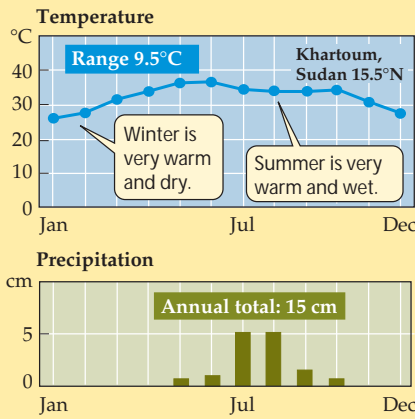 Temperature
°C
Range 9.5°C
Khartoum,
Sudan 15.5°N
40
30
20
10
0
Winter is
very warm
and dry.
Summer is very
warm and wet.
Jan
Jul
Dec
Precipitation
cm
Annual total: 15 cm
5
0
Jan
Jul
Dec